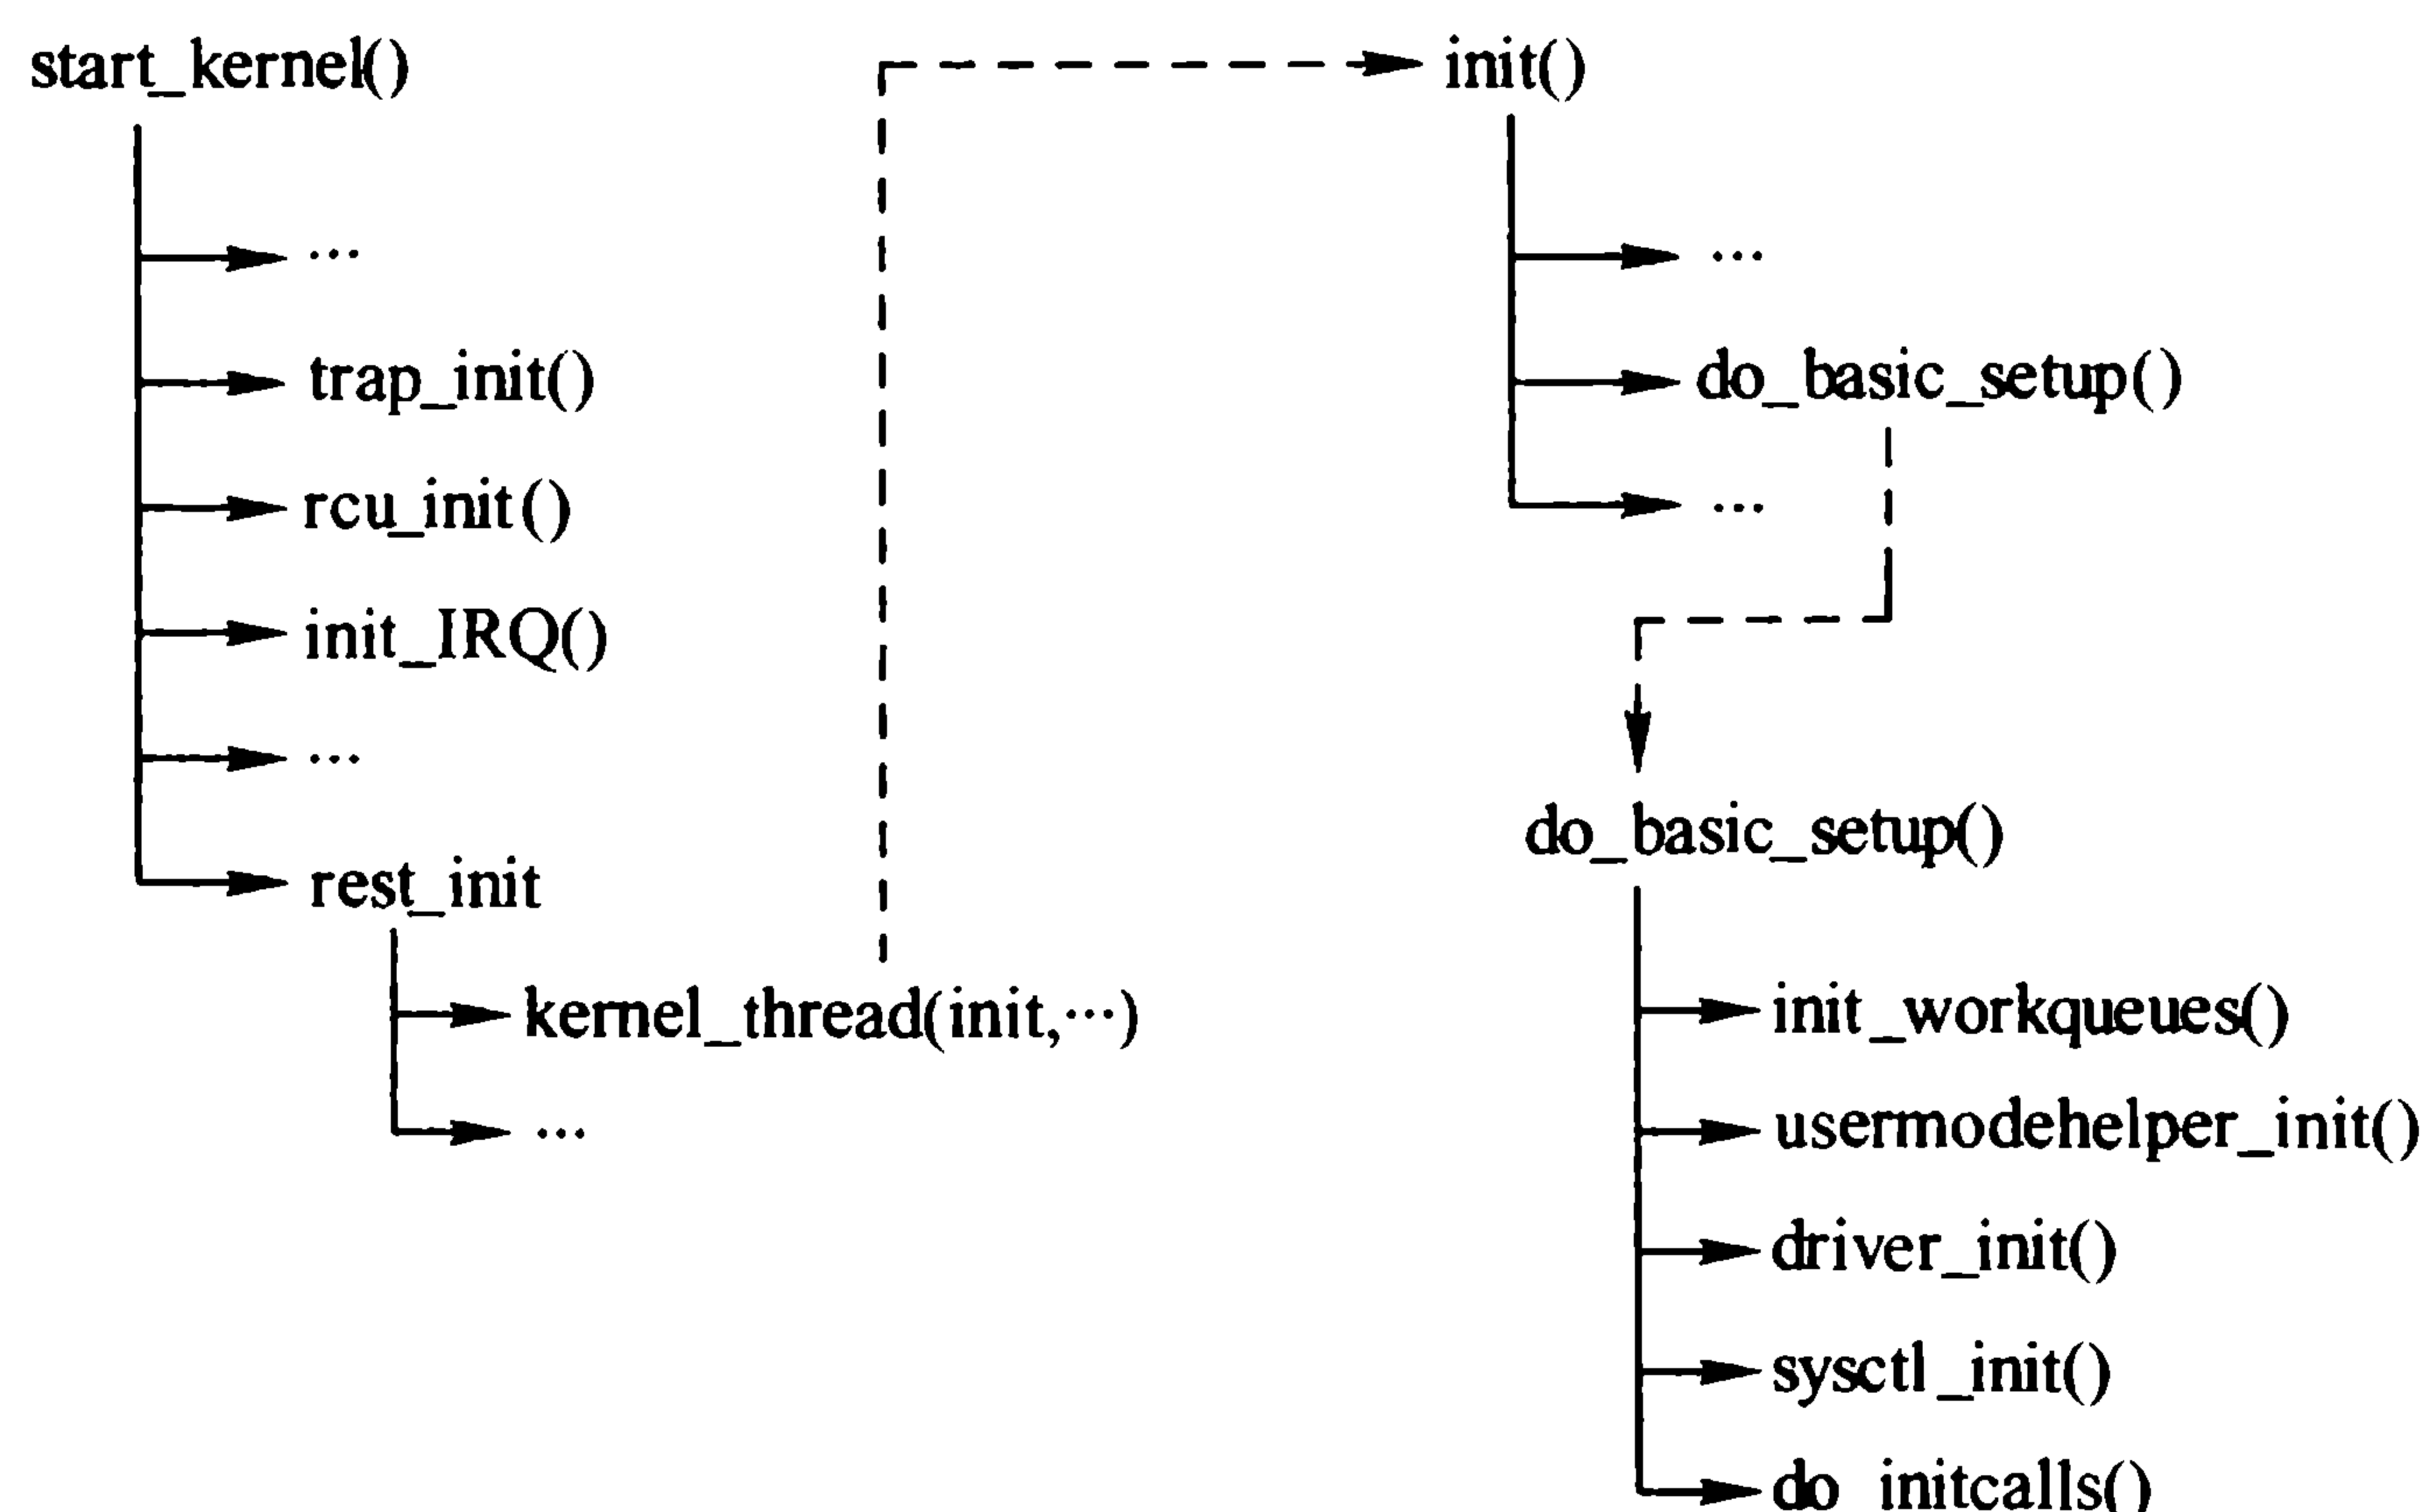 start_kernel()
…
trap_init()
rcu_init()
init_IRQ()
…
rest_init
kernel_thread(init,…)
…
init()
…
do_basic_setup()
…
do_basic_setup()
init_workqueues()
usermodehelper_init()
driver_init()
sysctl_init()
do_initcalls()